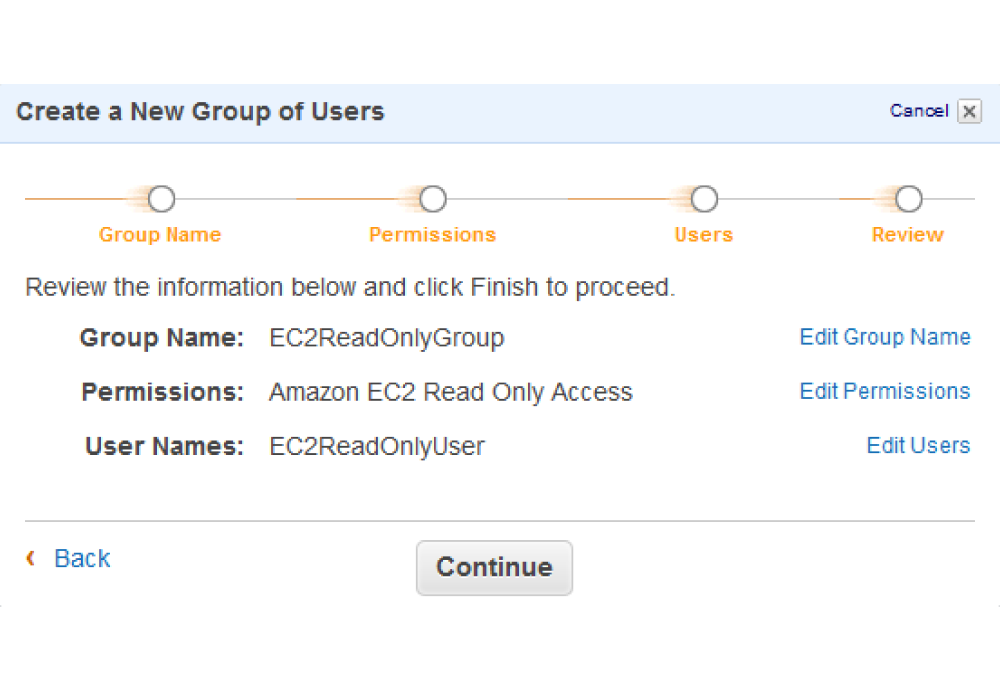 Create a New Group of Users
Cancel
Group Name Permissions Users Review
Review the information below and click Finish to proceed.
Group Name: EC2ReadOnlyGroup Edit Group Name
Permissions: Amazon EC2 Read Only Access Edit Permissions
User Names: EC2ReadOnlyUser Edit Users
Back
Continue